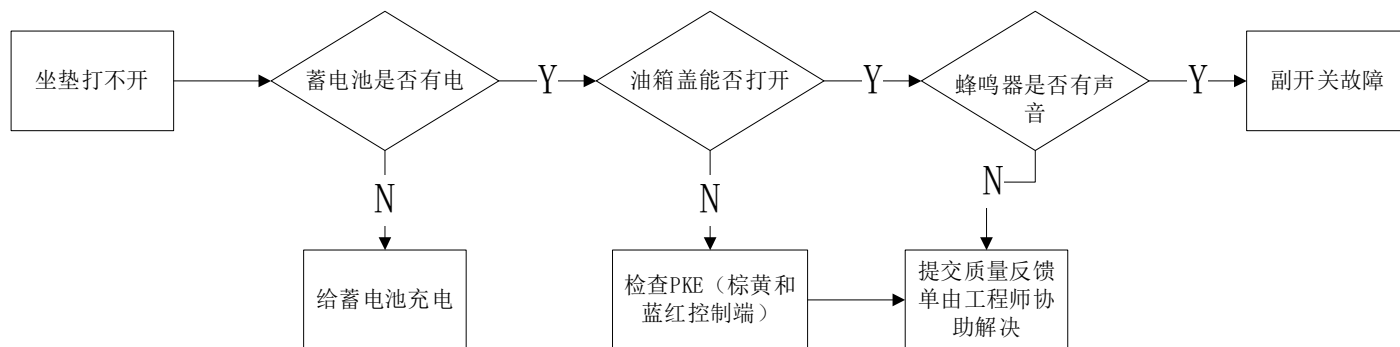 坐垫打不开
蓄电池是否有电
Y
油箱盖能否打开
Y
蜂鸣器是否有声
音
Y
副开关故障
N
N
N
给蓄电池充电
检查PKE（棕黄和
蓝红控制端）
提交质量反馈
单由工程师协
助解决